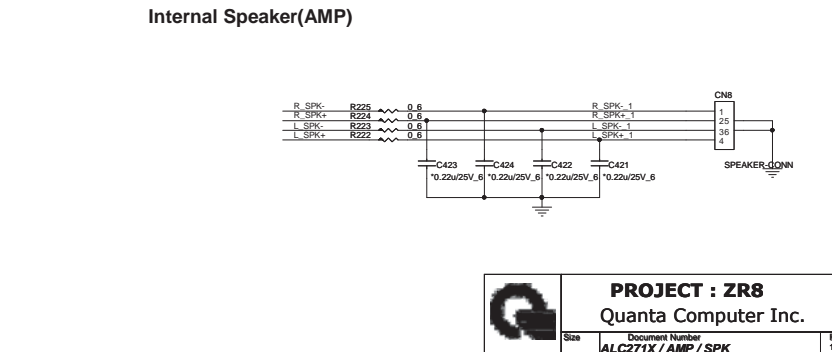 Internal Speaker(AMP)
CN8
R_SPK- R225 0_6 R_SPK-_1 1
R_SPK+ R224 0_6 R_SPK+_1 25
L_SPK- R223 0_6 L_SPK-_1 36
L_SPK+ R222 0_6 L_SPK+_1 4
C423 C424 C422 C421 SPEAKER-CONN
*0.22u/25V_6 *0.22u/25V_6 *0.22u/25V_6 *0.22u/25V_6
PROJECT : ZR8
Quanta Computer Inc.
Size Document Number
ALC271X / AMP / SPK